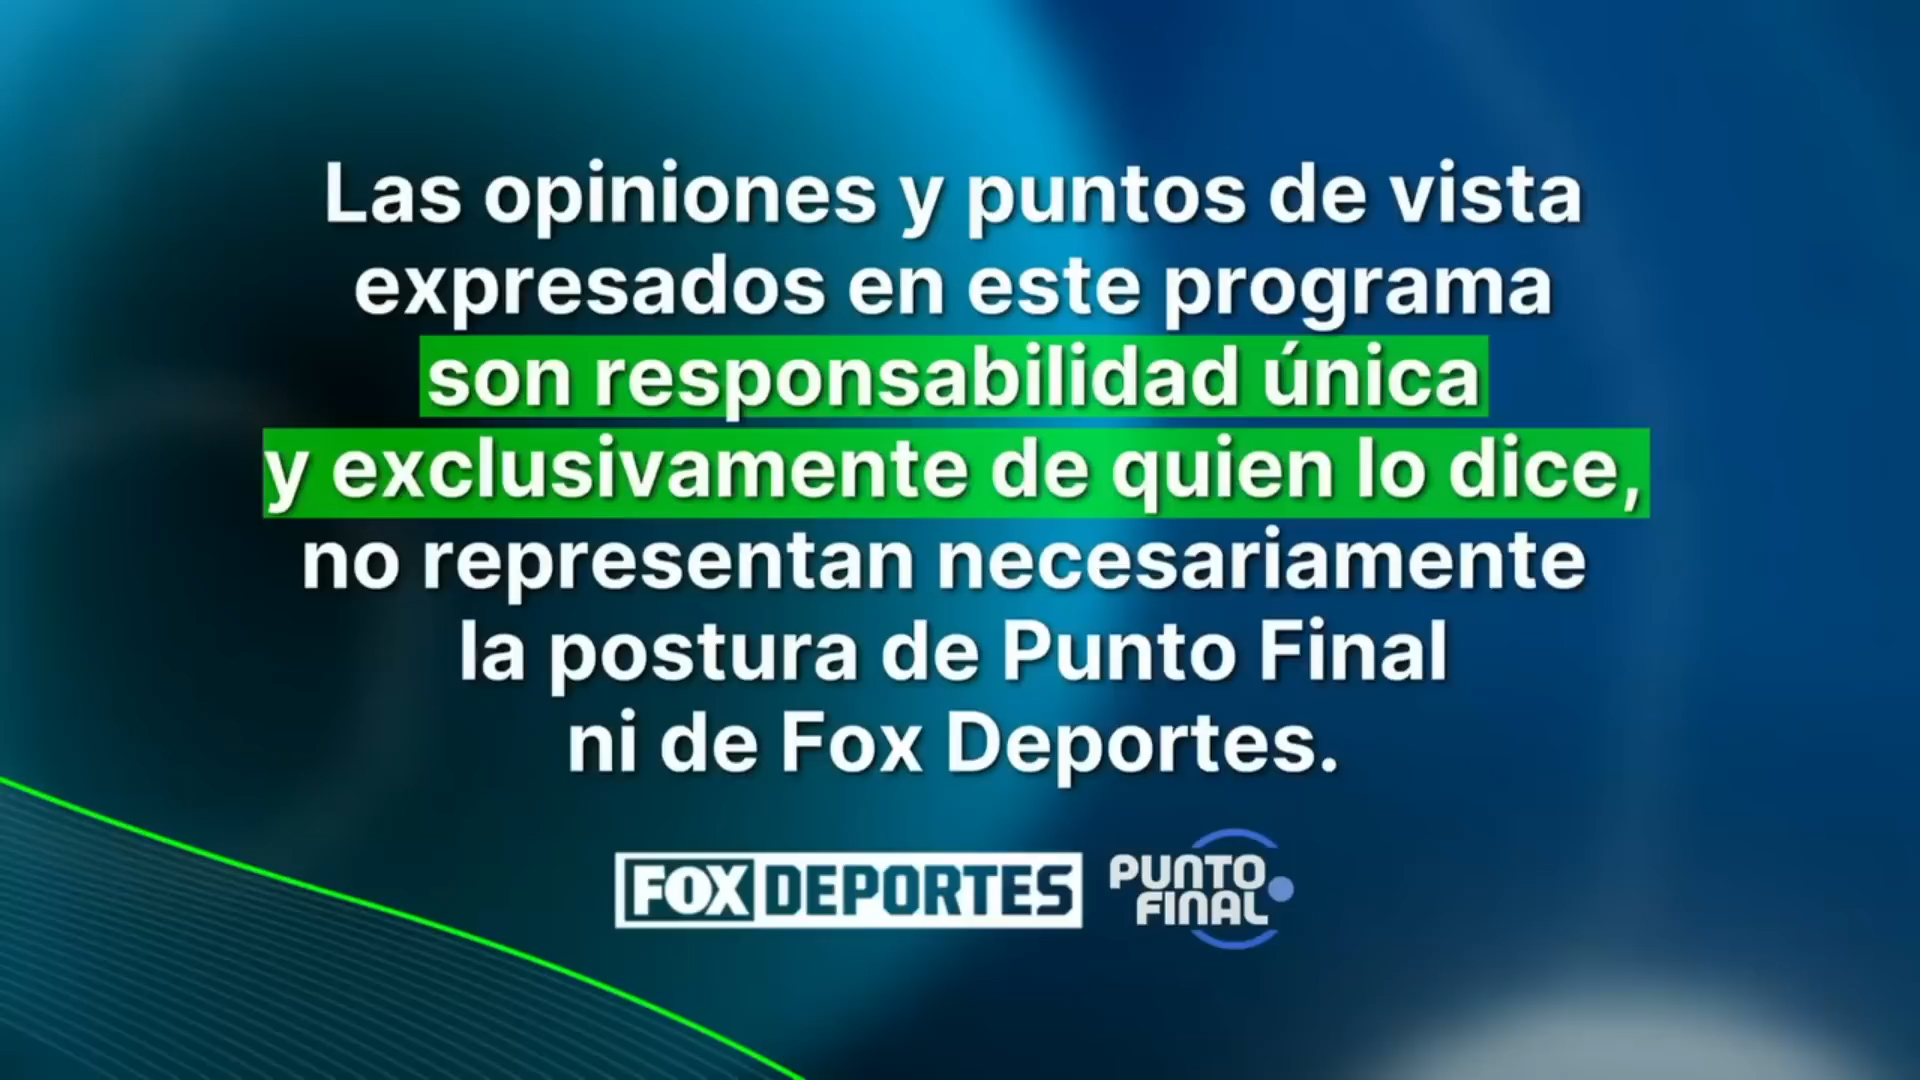 Las opiniones y puntos de vista
expresados en este programa
son responsabilidad única
y exclusivamente de quien lo dice,
no representan necesariamente
la postura de Punto Final
ni de Fox Deportes.
FOX DEPORTES
PUNTO
FINAL